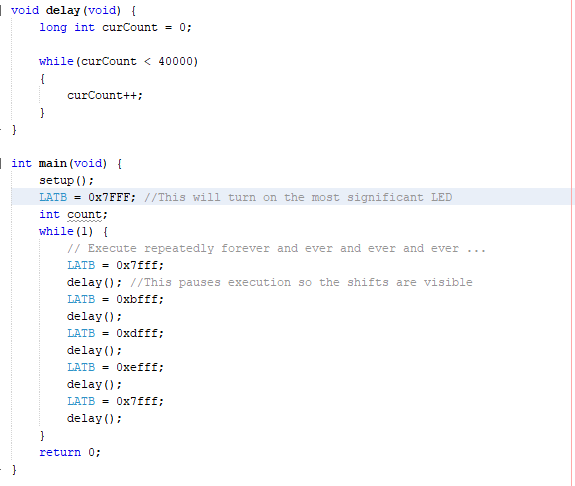 void delay(void) {
long int curCount = 0;
while(curCount < 40000)
{
curCount++;
}
}
int main(void) {
setup();
LATB = 0x7FFF; //This will turn on the most significant LED
int count;
while(1) {
// Execute repeatedly forever and ever and ever and ever ...
LATB = 0x7fff;
delay(); //This pauses execution so the shifts are visible
LATB = 0xbfff;
delay();
LATB = 0xdfff;
delay();
LATB = 0xefff;
delay();
LATB = 0x7fff;
delay();
}
return 0;
}